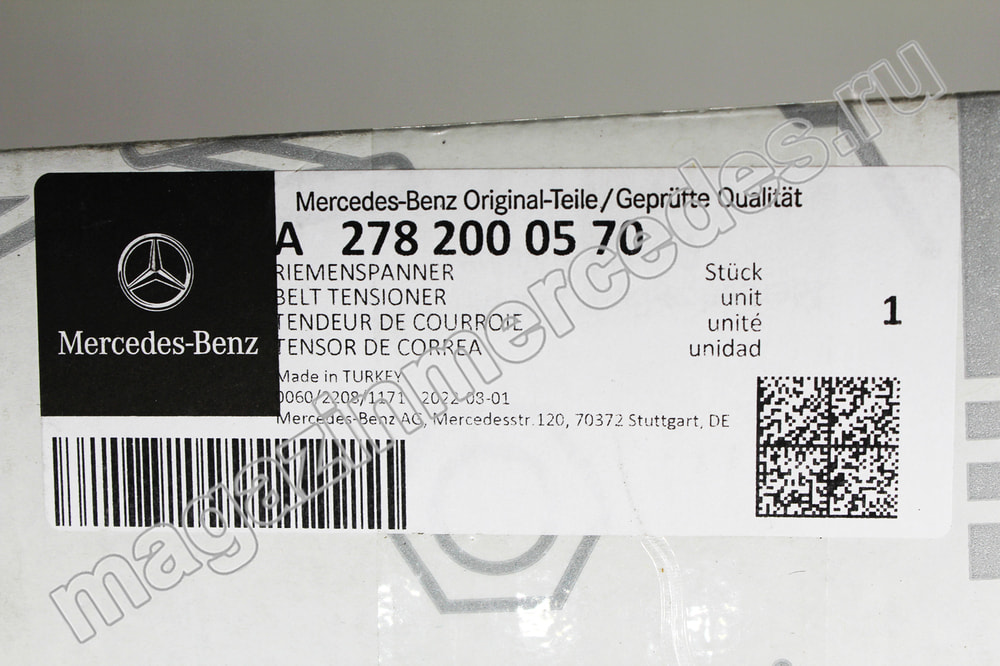 Mercedes-Benz Original-Teile/Geprüfte Qualität
A 278 200 05 70
RIEMENSPANNER Stück
BELT TENSIONER unit
TENDEUR DE COURROIE unité
TENSOR DE CORREA unidad
1
Mercedes-Benz
Made in TURKEY
0060/2208/1171 2022-08-01
Mercedes-Benz AG, Mercedesstr.120, 70372 Stuttgart, DE
magazinmercedes.ru